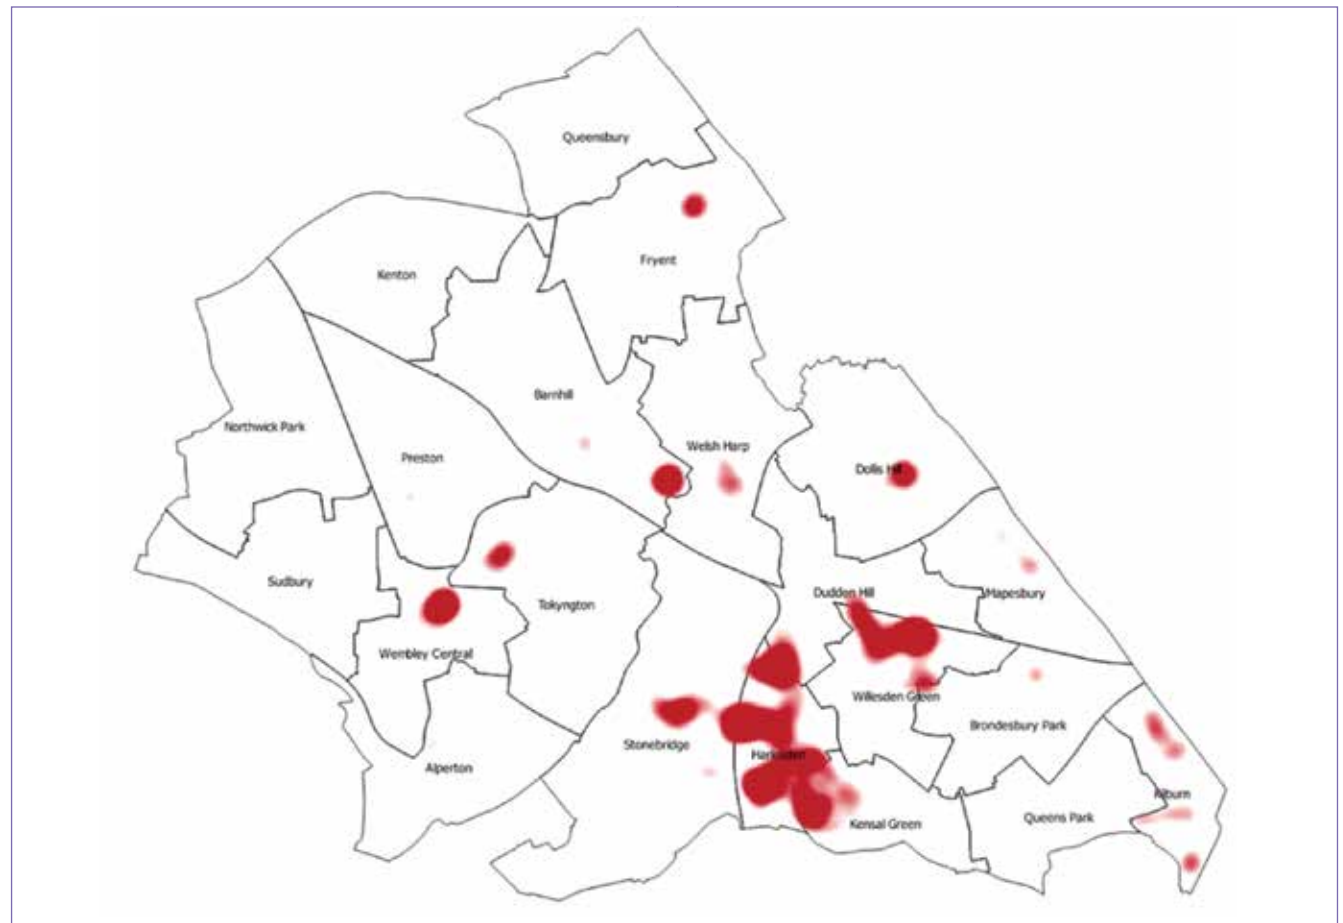 Queensbury
Fryent
Kenton
Barnhill
Northwick Park
Welsh Harp
Preston
Dollis Hill
Sudbury
Dudden Hill
Mapesbury
Tokyngton
Wembley Central
Willesden Green
Brondesbury Park
Stonebridge
Harlesden
Alperton
Kilburn
Queens Park
Kensal Green